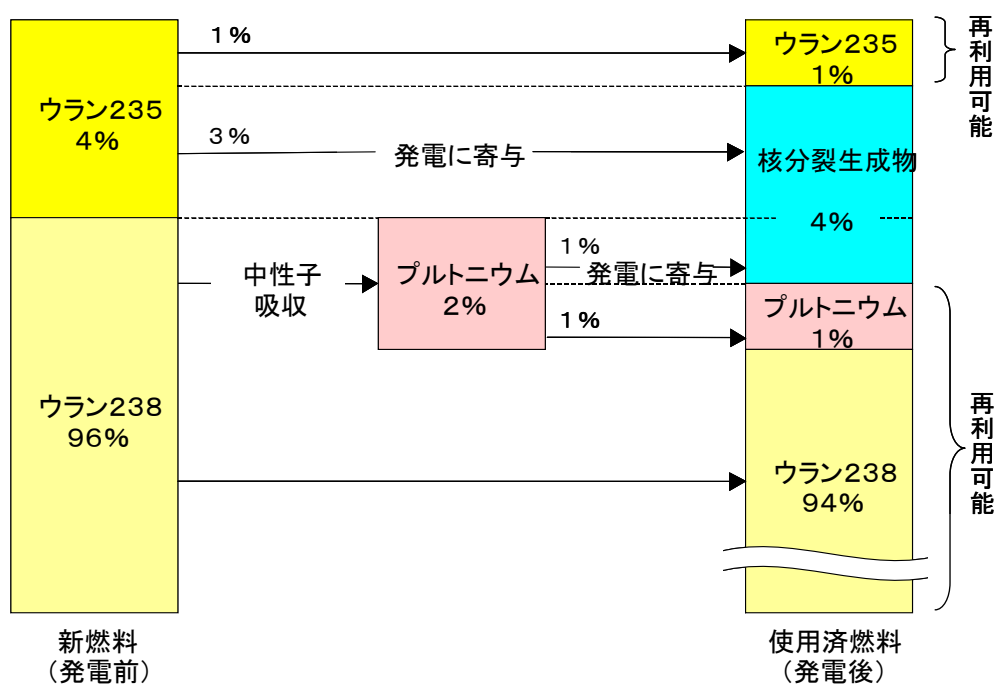 ウラン235
4%
ウラン238
96%
新燃料
（発電前）
1%
3%
発電に寄与
中性子
吸収
プルトニウム
2%
1%
発電に寄与
1%
ウラン235
1%
核分裂生成物
4%
プルトニウム
1%
ウラン238
94%
使用済燃料
（発電後）
再利用可能
再利用可能